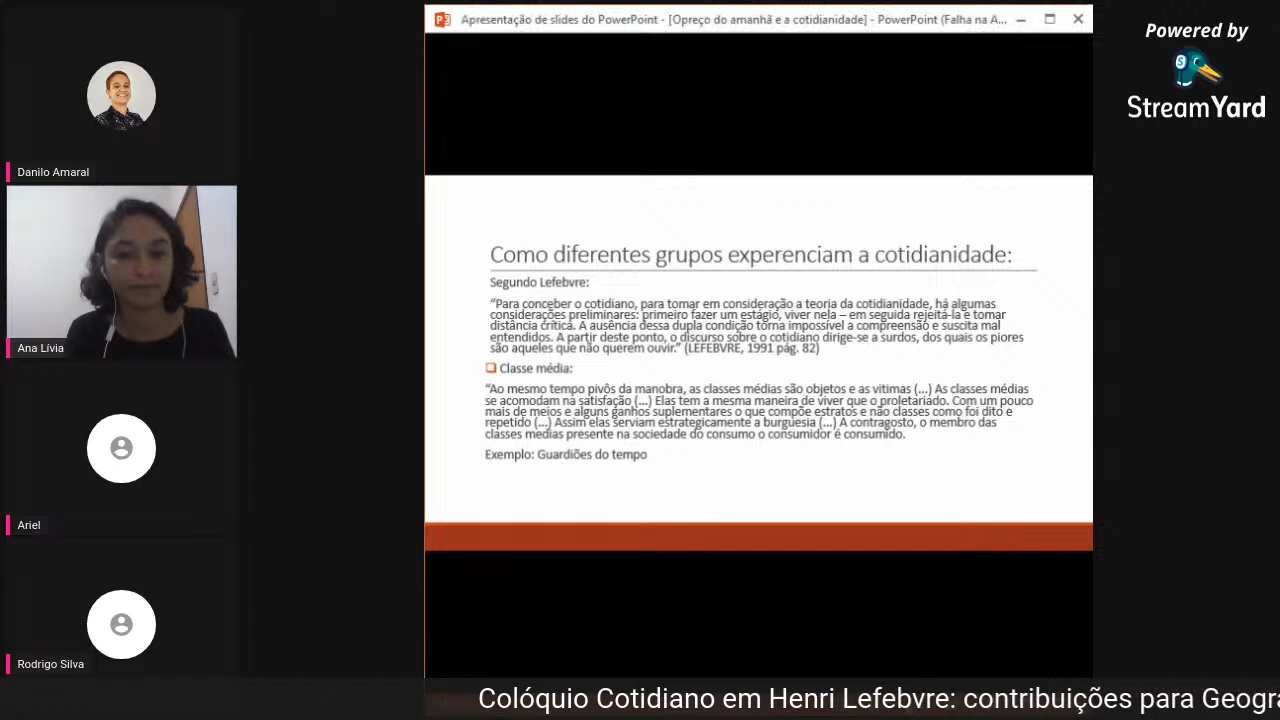 Apresentação de slides do PowerPoint - [Opreço do amanhã e a cotidianidade] - PowerPoint (Falha na A...
Powered by
StreamYard
Danilo Amaral
Ana Lívia
Ariel
Rodrigo Silva
Como diferentes grupos experenciam a cotidianidade:
Segundo Lefebvre:
“Para conceber o cotidiano, para tomar em consideração a teoria da cotidianidade, há algumas
considerações preliminares: primeiro fazer um estágio, viver nela – em seguida rejeitá-la e tomar
distância crítica. A ausência dessa dupla condição torna impossível a compreensão e suscita mal
entendidos. A partir deste ponto, o discurso sobre o cotidiano dirige-se a surdos, dos quais os piores
são aqueles que não querem ouvir.” (LEFEBVRE, 1991 pág. 82)
Classe média:
“Ao mesmo tempo pivôs da manobra, as classes médias são objetos e as vitimas (...) As classes médias
se acomodam na satisfação (...) Elas tem a mesma maneira de viver que o proletariado. Com um pouco
mais de meios e alguns ganhos suplementares o que compõe estratos e não classes como foi dito e
repetido (...) Assim elas serviam estrategicamente a burguesia (...) A contragosto, o membro das
classes medias presente na sociedade do consumo o consumidor é consumido.
Exemplo: Guardiões do tempo
Colóquio Cotidiano em Henri Lefebvre: contribuições para Geogra